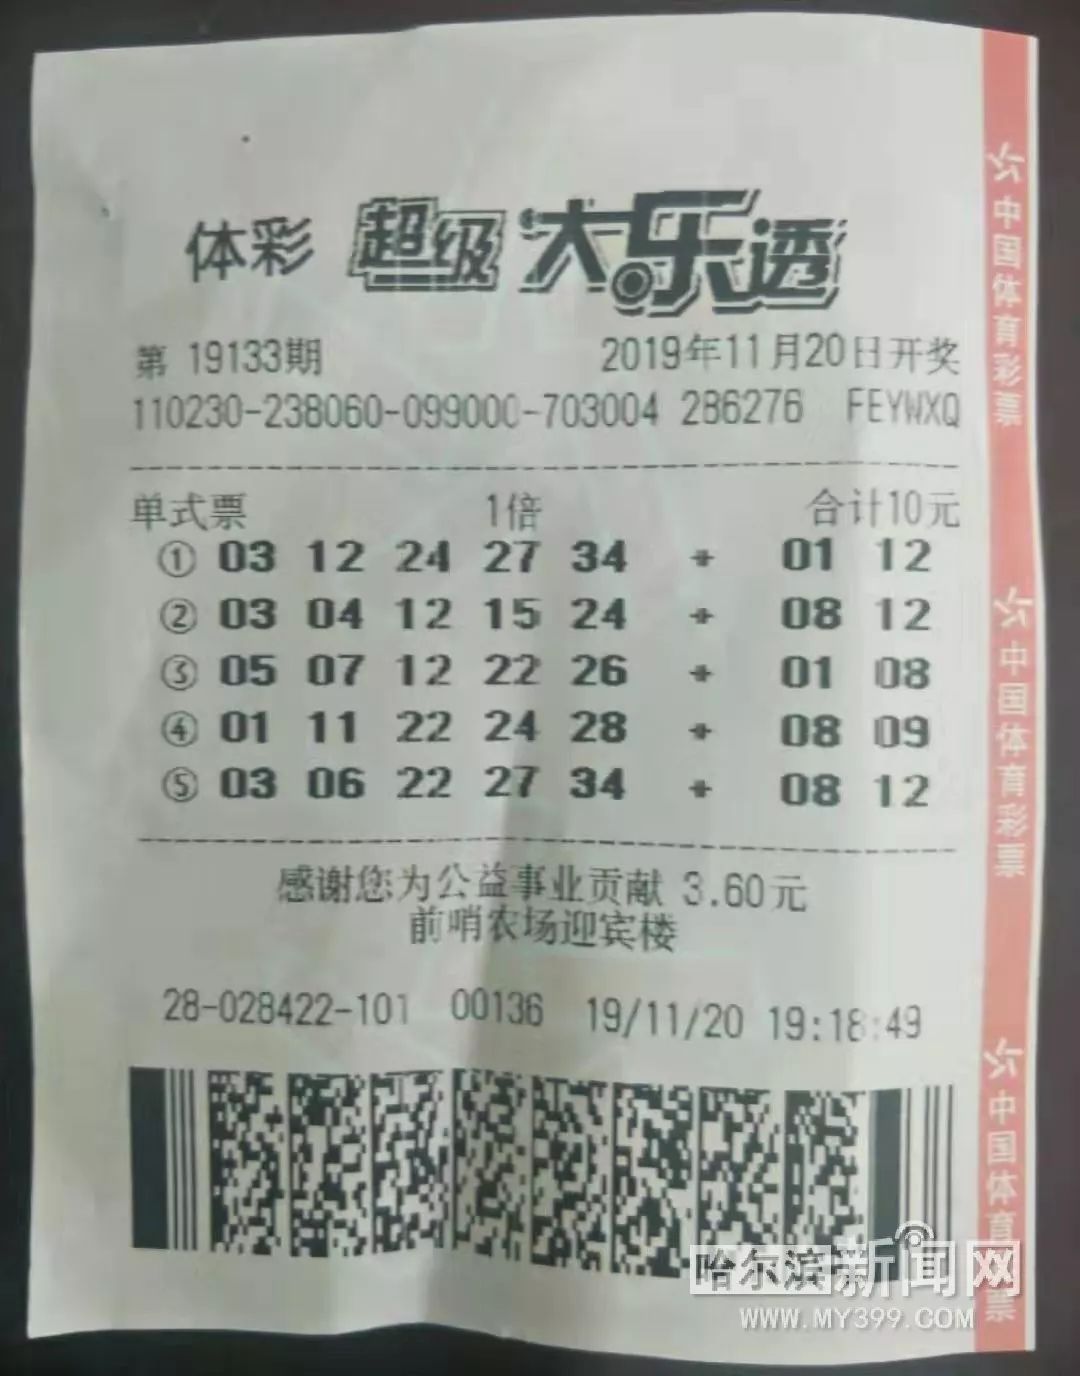 体彩 超级大乐透
第 19133期 2019年11月20日开奖
110230-238060-099000-703004 286276 FEYWXQ
单式票 1倍 合计10元
① 03 12 24 27 34 + 01 12
② 03 04 12 15 24 + 08 12
③ 05 07 12 22 26 + 01 08
④ 01 11 22 24 28 + 08 09
⑤ 03 06 22 27 34 + 08 12
感谢您为公益事业贡献 3.60元
前哨农场迎宾楼
28-028422-101 00136 19/11/20 19:18:49
中国体育彩票
中国体育彩票
中国体育彩票
哈尔滨新闻网
WWW.MY399.COM